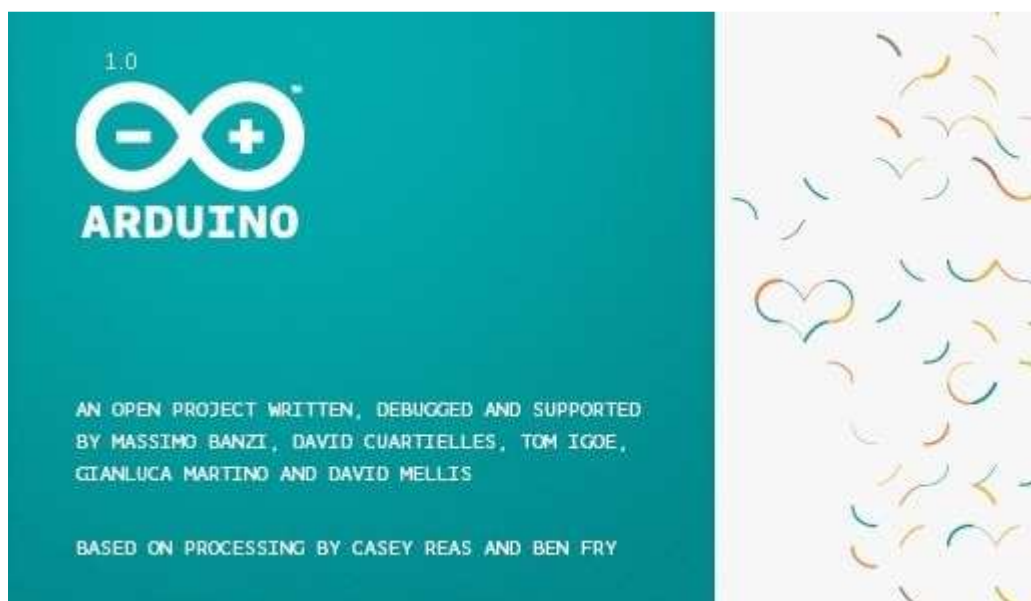 1.0
ARDUINO
AN OPEN PROJECT WRITTEN, DEBUGGED AND SUPPORTED
BY MASSIMO BANZI, DAVID CUARTIELLES, TOM IGOE,
GIANLUCA MARTINO AND DAVID MELLIS
BASED ON PROCESSING BY CASEY REAS AND BEN FRY